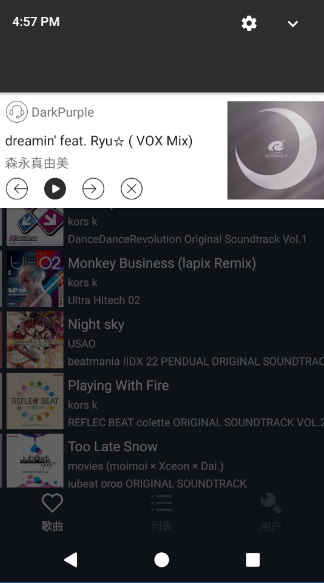 4:57 PM
DarkPurple
dreamin' feat. Ryu☆ ( VOX Mix)
森永真由美
kors k
DanceDanceRevolution Original Soundtrack Vol.1
Monkey Business (lapix Remix)
kors k
Ultra Hitech 02
Night sky
USAO
beatmania IIDX 22 PENDUAL ORIGINAL SOUNDTRAC
Playing With Fire
kors k
REFLEC BEAT colette ORIGINAL SOUNDTRACK VOL.2
Too Late Snow
movies (moimoi × Xceon × Dai.)
jubeat prop ORIGINAL SOUNDTRACK
歌曲
列表
用户